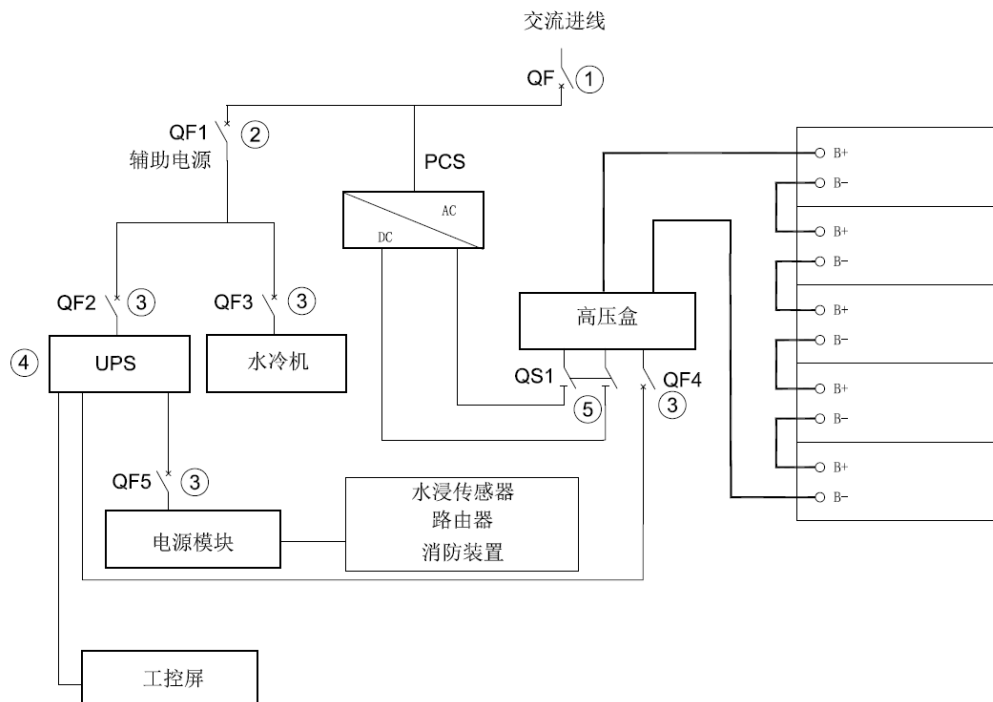 交流进线
QF ①
QF1 ②
辅助电源
PCS
AC
DC
B+
B-
B+
B-
B+
B-
B+
B-
B+
B-
QF2 ③
QF3 ③
高压盒
④ UPS
水冷机
QS1 ⑤
QF4
③
QF5 ③
水浸传感器
路由器
消防装置
电源模块
工控屏